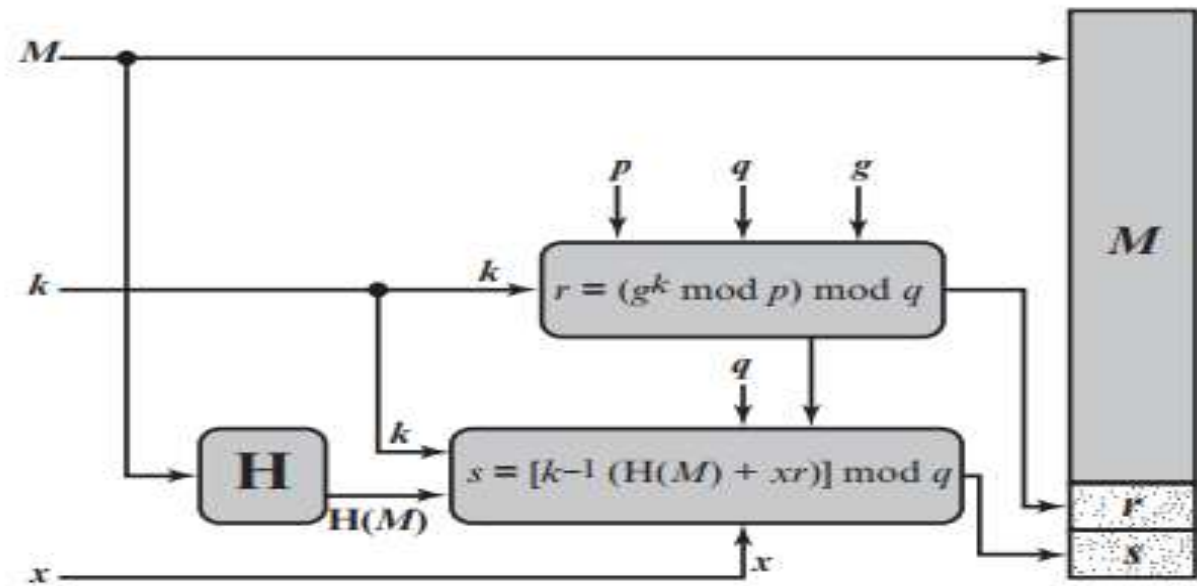 M
p q g
M
k
k
r = (g^k mod p) mod q
q
k
H
s = [k^–1 (H(M) + xr)] mod q
r
H(M)
s
x
x